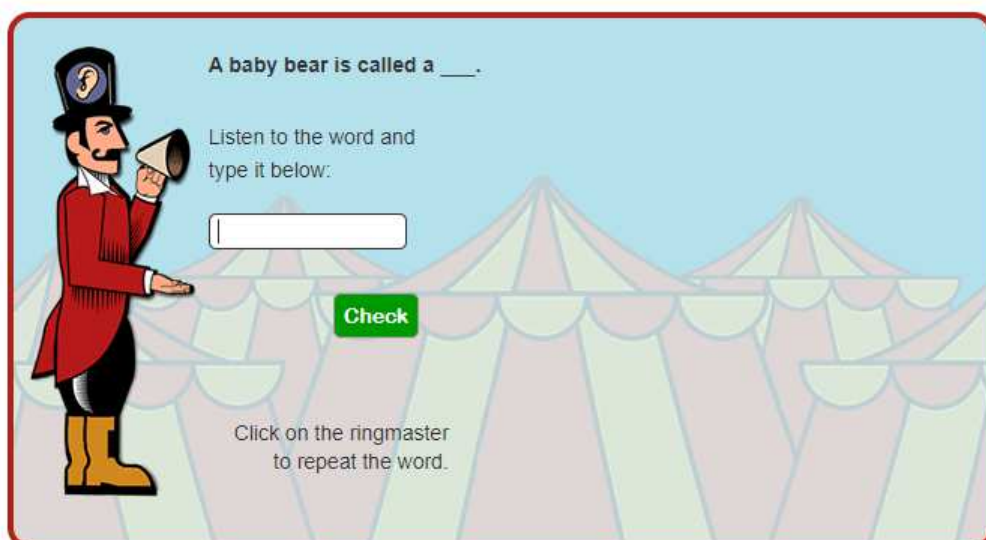 A baby bear is called a ___.
Listen to the word and
type it below:
Check
Click on the ringmaster
to repeat the word.